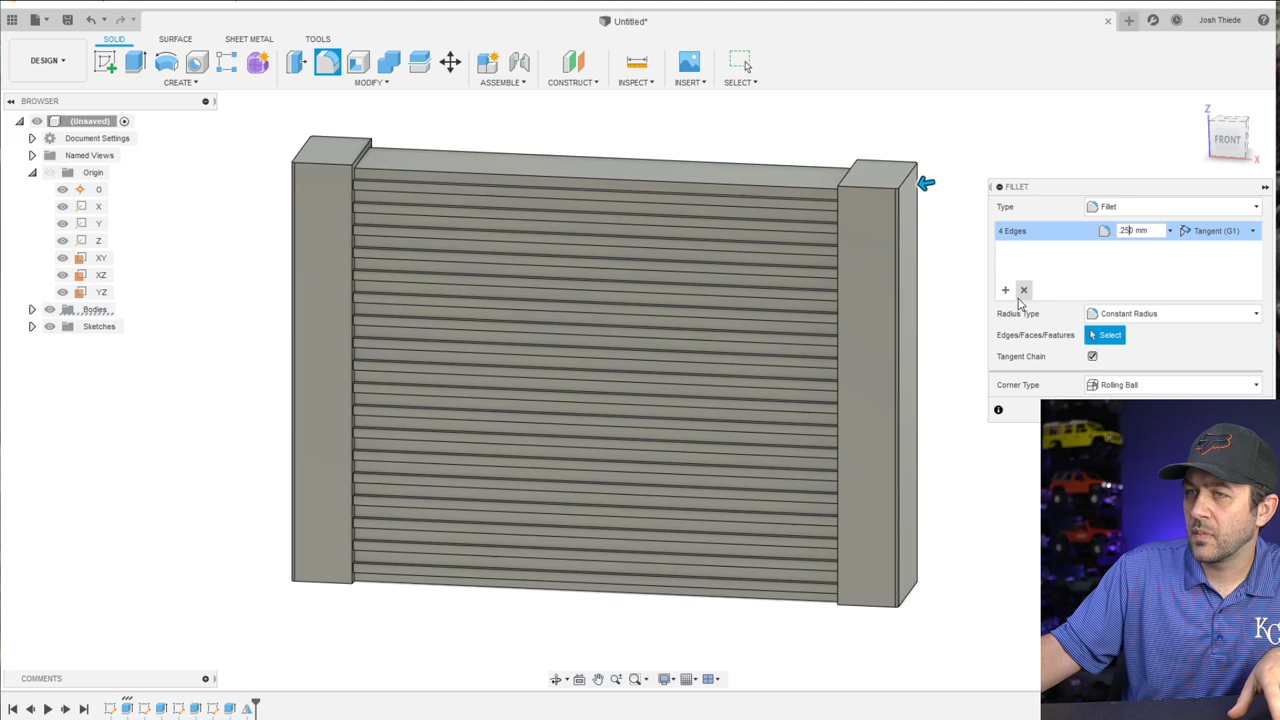 Untitled*
Josh Thiede
SOLID SURFACE SHEET METAL TOOLS
DESIGN
CREATE MODIFY ASSEMBLE CONSTRUCT INSPECT INSERT SELECT
BROWSER
(Unsaved)
Document Settings
Named Views
Origin
O
X
Y
Z
XY
XZ
YZ
Bodies
Sketches
Z
FRONT
X
FILLET
Type Fillet
4 Edges .250 mm Tangent (G1)
Radius Type Constant Radius
Edges/Faces/Features Select
Tangent Chain
Corner Type Rolling Ball
KC
COMMENTS